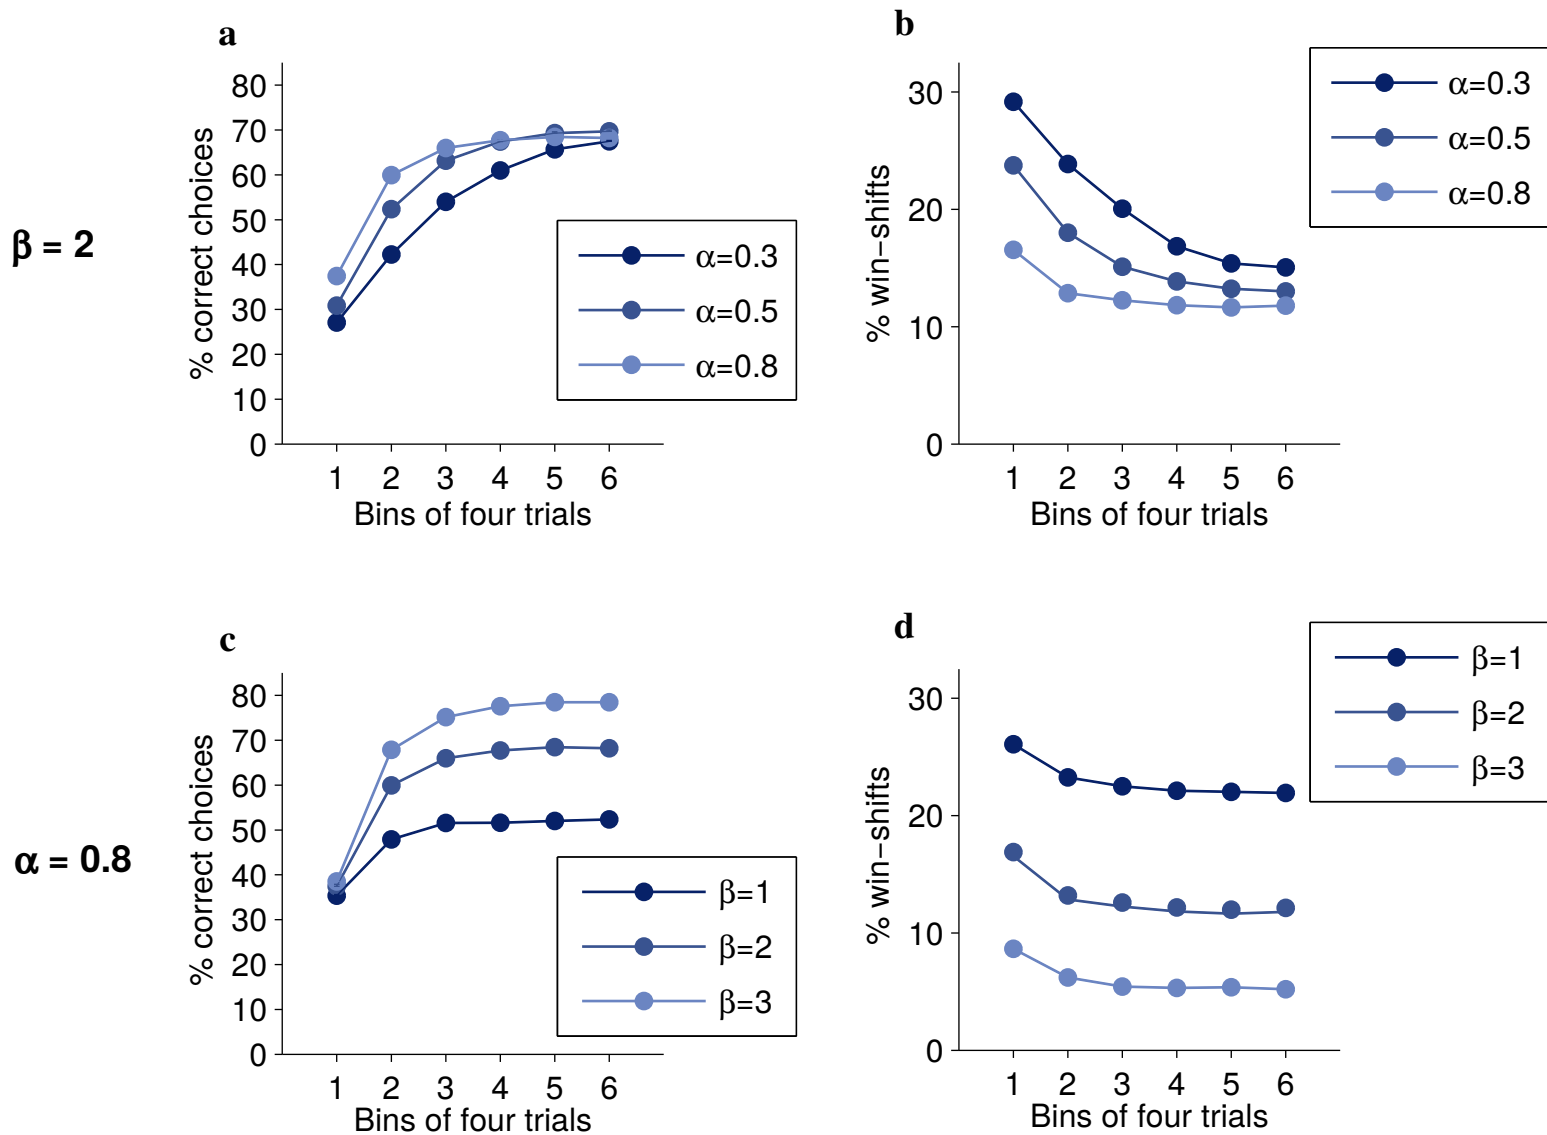 a
80
70
60
50
40
30
20
10
0
% correct choices
1 2 3 4 5 6
Bins of four trials
α=0.3
α=0.5
α=0.8
b
30
20
10
0
% win−shifts
1 2 3 4 5 6
Bins of four trials
α=0.3
α=0.5
α=0.8
β = 2
c
80
70
60
50
40
30
20
10
0
% correct choices
1 2 3 4 5 6
Bins of four trials
β=1
β=2
β=3
d
30
20
10
0
% win−shifts
1 2 3 4 5 6
Bins of four trials
β=1
β=2
β=3
α = 0.8